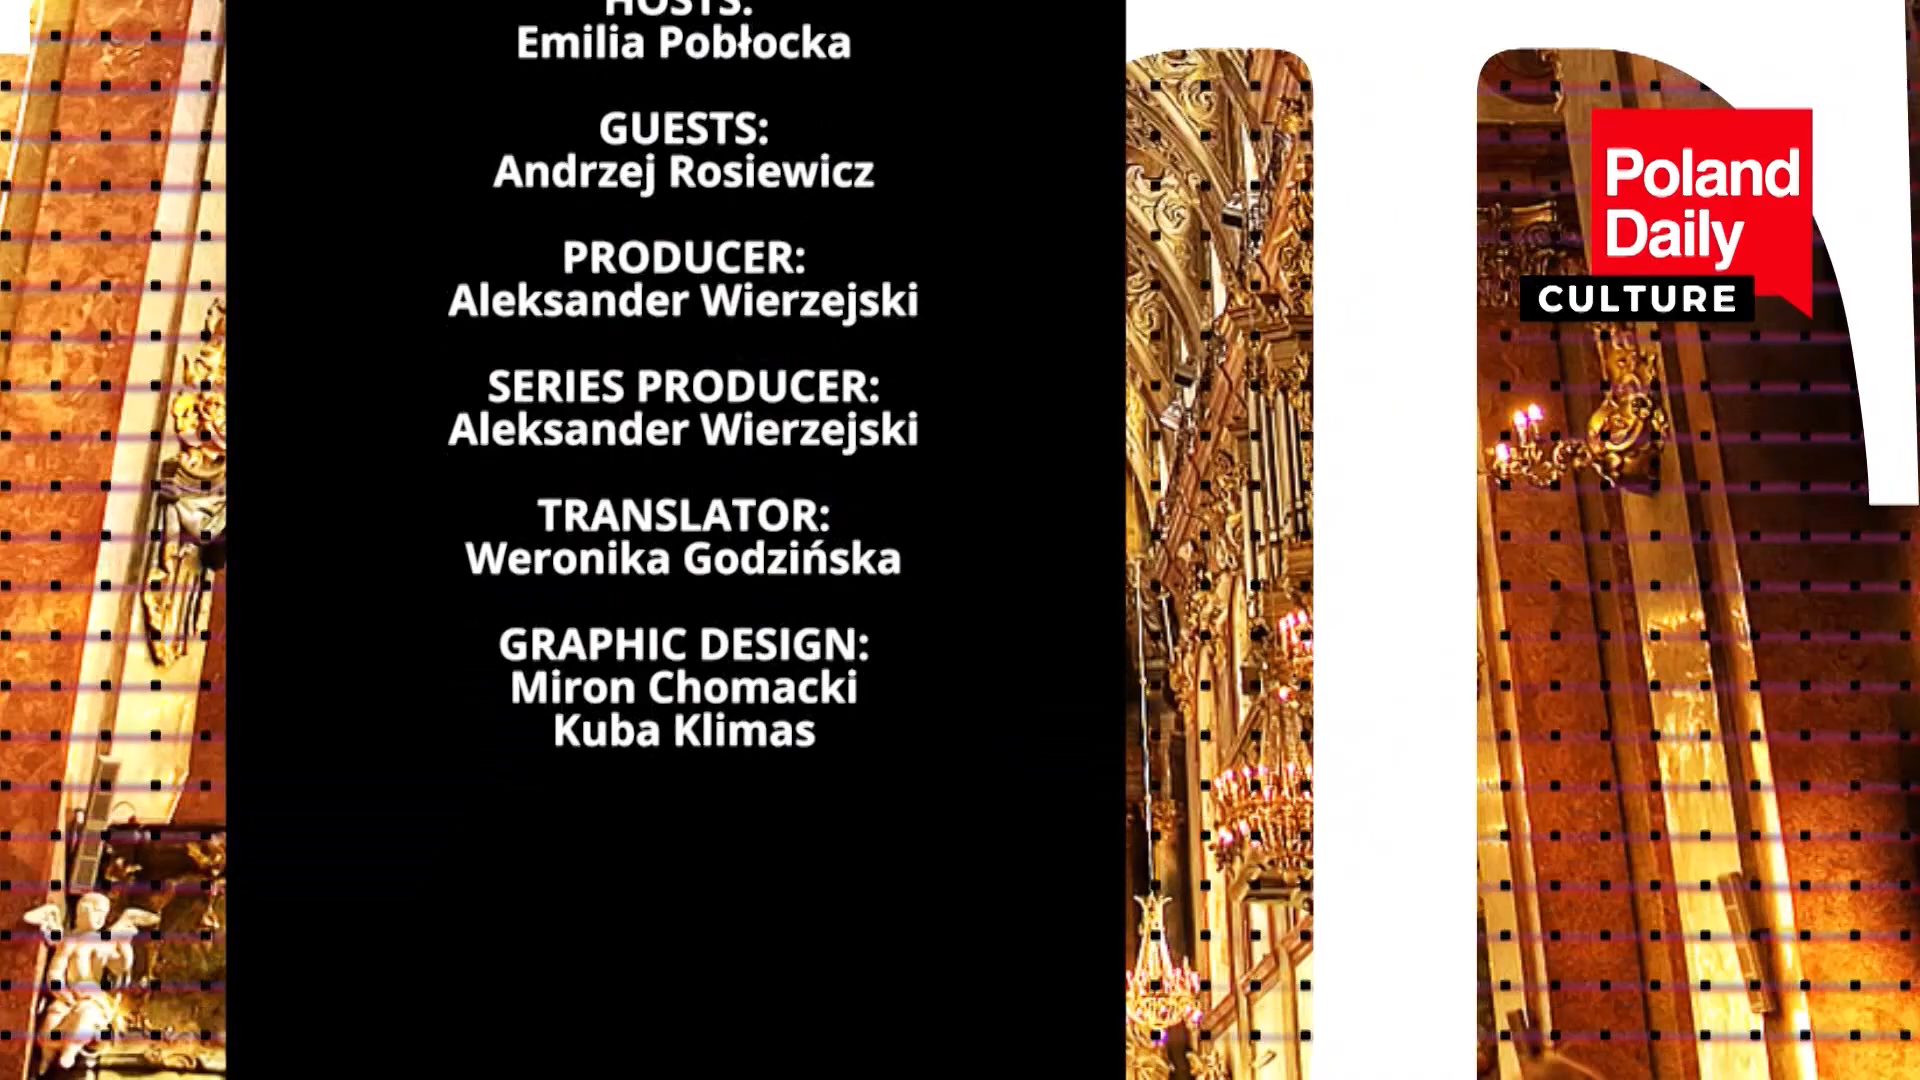 HOSTS:
Emilia Pobłocka
GUESTS:
Andrzej Rosiewicz
PRODUCER:
Aleksander Wierzejski
SERIES PRODUCER:
Aleksander Wierzejski
TRANSLATOR:
Weronika Godzińska
GRAPHIC DESIGN:
Miron Chomacki
Kuba Klimas
Poland
Daily
CULTURE